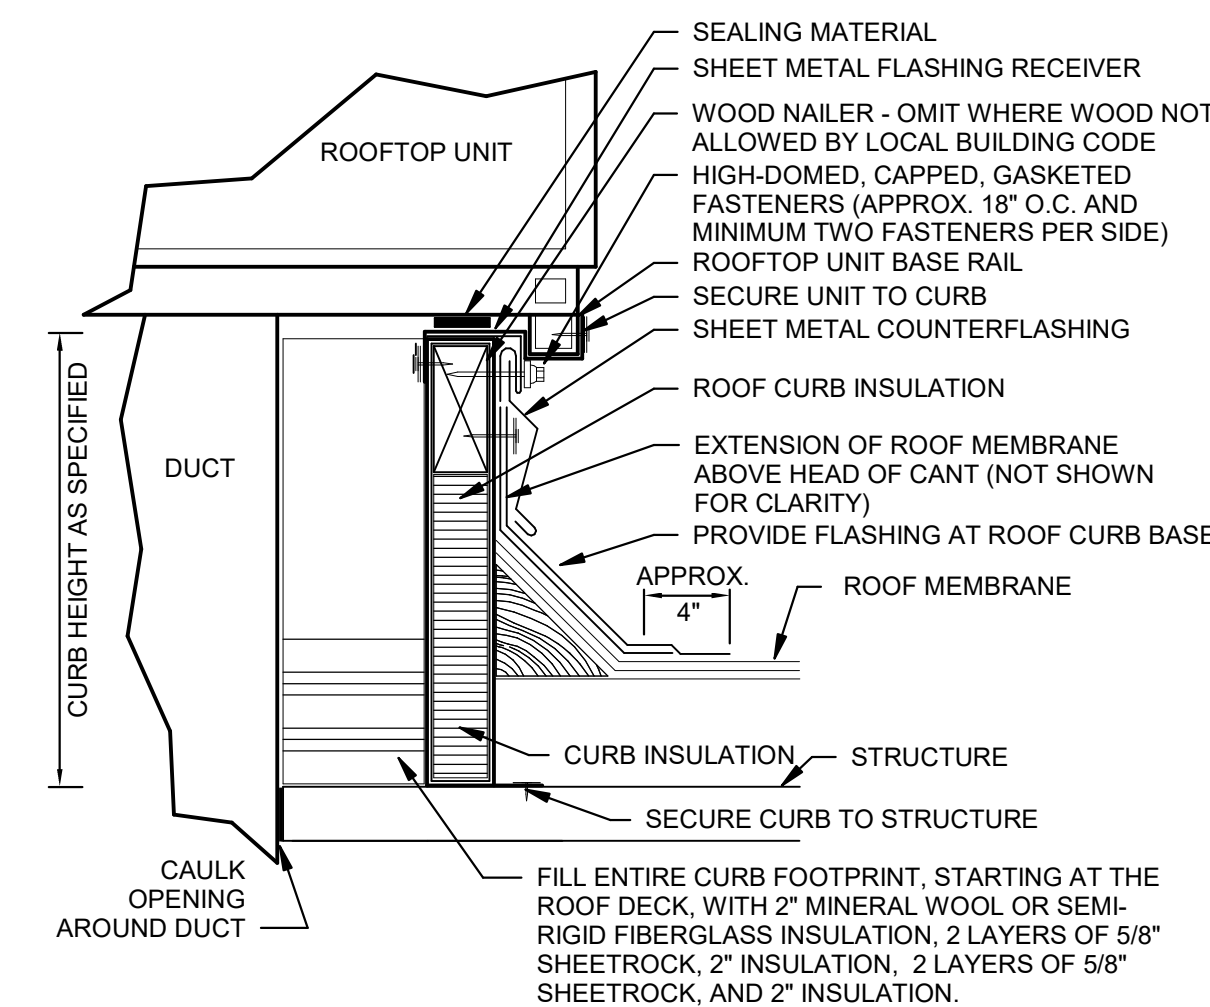 SEALING MATERIAL
SHEET METAL FLASHING RECEIVER
WOOD NAILER - OMIT WHERE WOOD NOT
ALLOWED BY LOCAL BUILDING CODE
ROOFTOP UNIT
HIGH-DOMED, CAPPED, GASKETED
FASTENERS (APPROX. 18" O.C. AND
MINIMUM TWO FASTENERS PER SIDE)
ROOFTOP UNIT BASE RAIL
SECURE UNIT TO CURB
SHEET METAL COUNTERFLASHING
ROOF CURB INSULATION
CURB HEIGHT AS SPECIFIED
DUCT
EXTENSION OF ROOF MEMBRANE
ABOVE HEAD OF CANT (NOT SHOWN
FOR CLARITY)
PROVIDE FLASHING AT ROOF CURB BASE
APPROX.
4"
ROOF MEMBRANE
CURB INSULATION
STRUCTURE
SECURE CURB TO STRUCTURE
CAULK
OPENING
AROUND DUCT
FILL ENTIRE CURB FOOTPRINT, STARTING AT THE
ROOF DECK, WITH 2" MINERAL WOOL OR SEMI-
RIGID FIBERGLASS INSULATION, 2 LAYERS OF 5/8"
SHEETROCK, 2" INSULATION, 2 LAYERS OF 5/8"
SHEETROCK, AND 2" INSULATION.